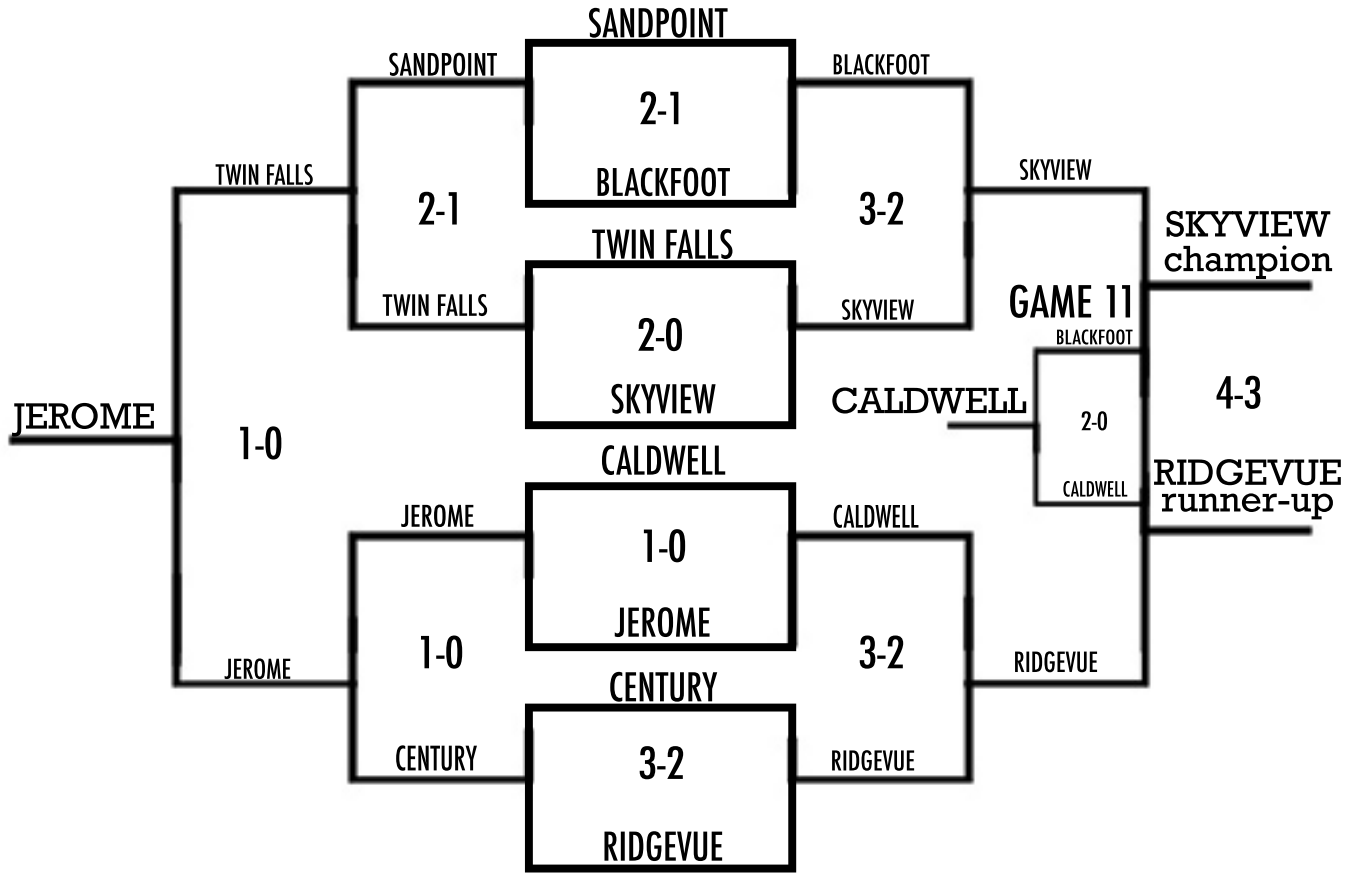 SANDPOINT
SANDPOINT
BLACKFOOT
2-1
TWIN FALLS
SKYVIEW
BLACKFOOT
2-1
3-2
SKYVIEW
champion
TWIN FALLS
TWIN FALLS
SKYVIEW
GAME 11
2-0
BLACKFOOT
JEROME
SKYVIEW
CALDWELL
4-3
2-0
1-0
CALDWELL
RIDGEVUE
runner-up
CALDWELL
JEROME
CALDWELL
1-0
JEROME
1-0
3-2
JEROME
RIDGEVUE
CENTURY
CENTURY
3-2
RIDGEVUE
RIDGEVUE